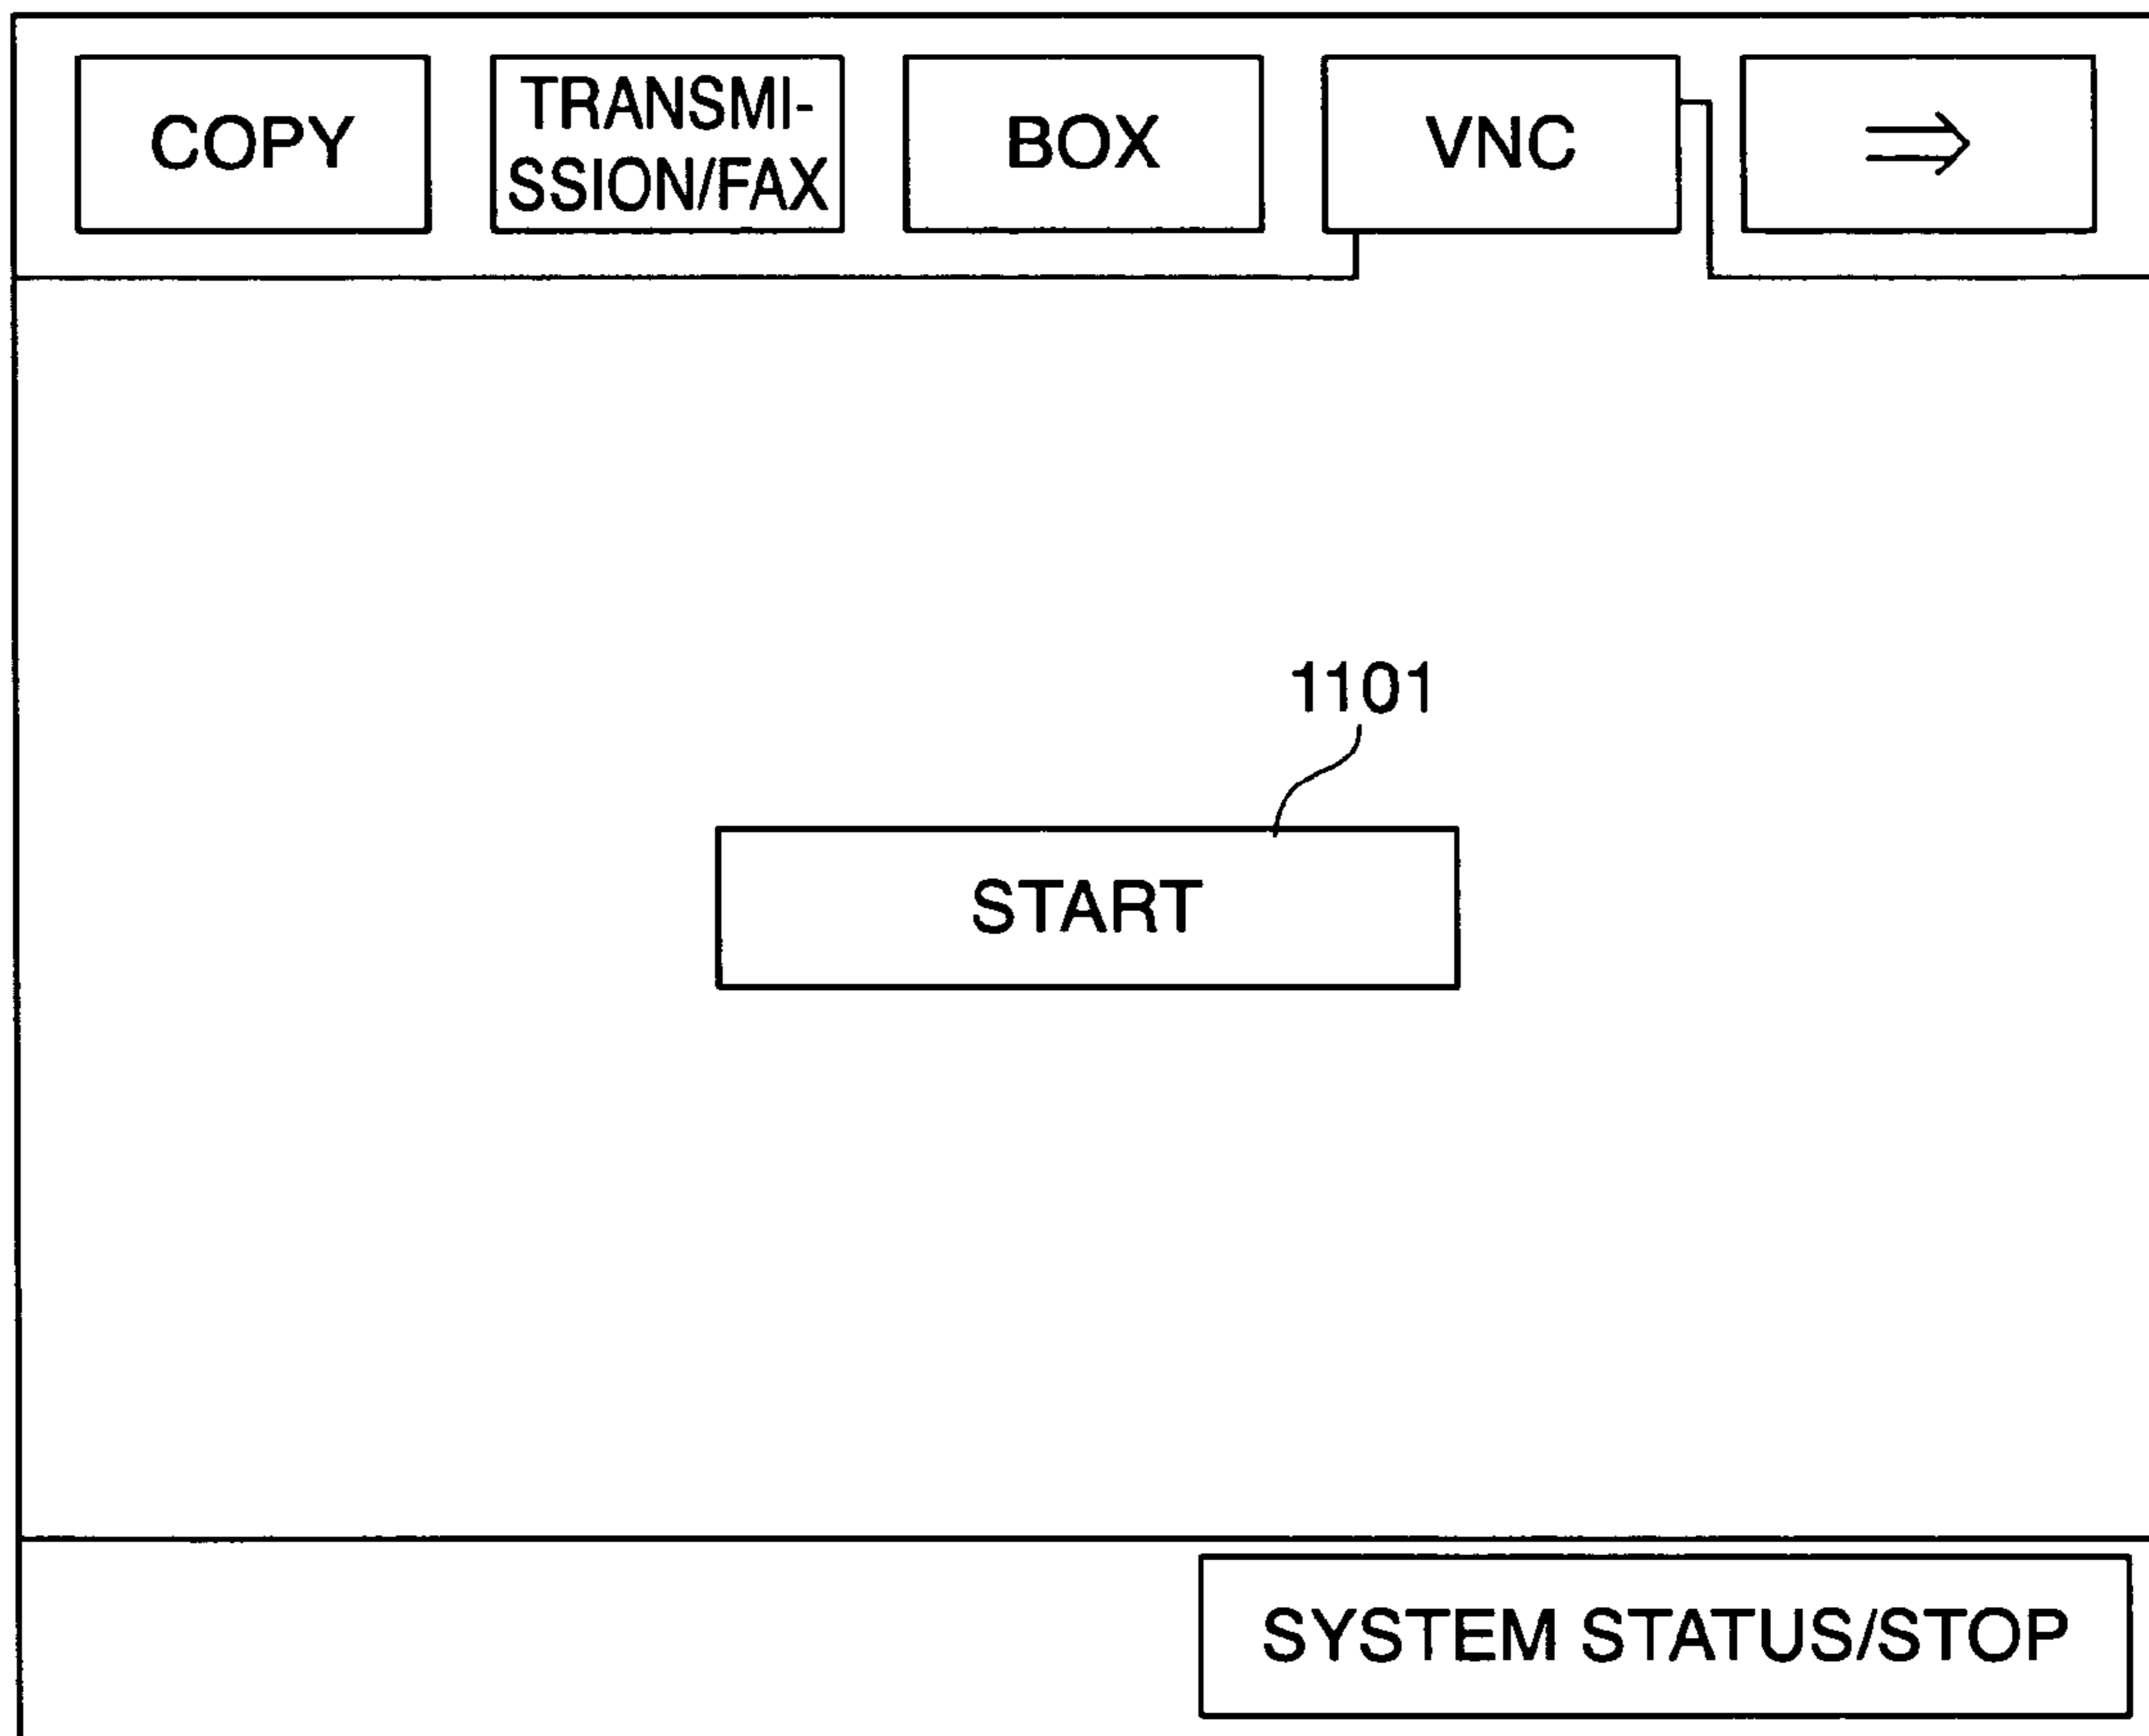 COPY
TRANSMI-
SSION/FAX
BOX
VNC
⇒
1101
START
SYSTEM STATUS/STOP